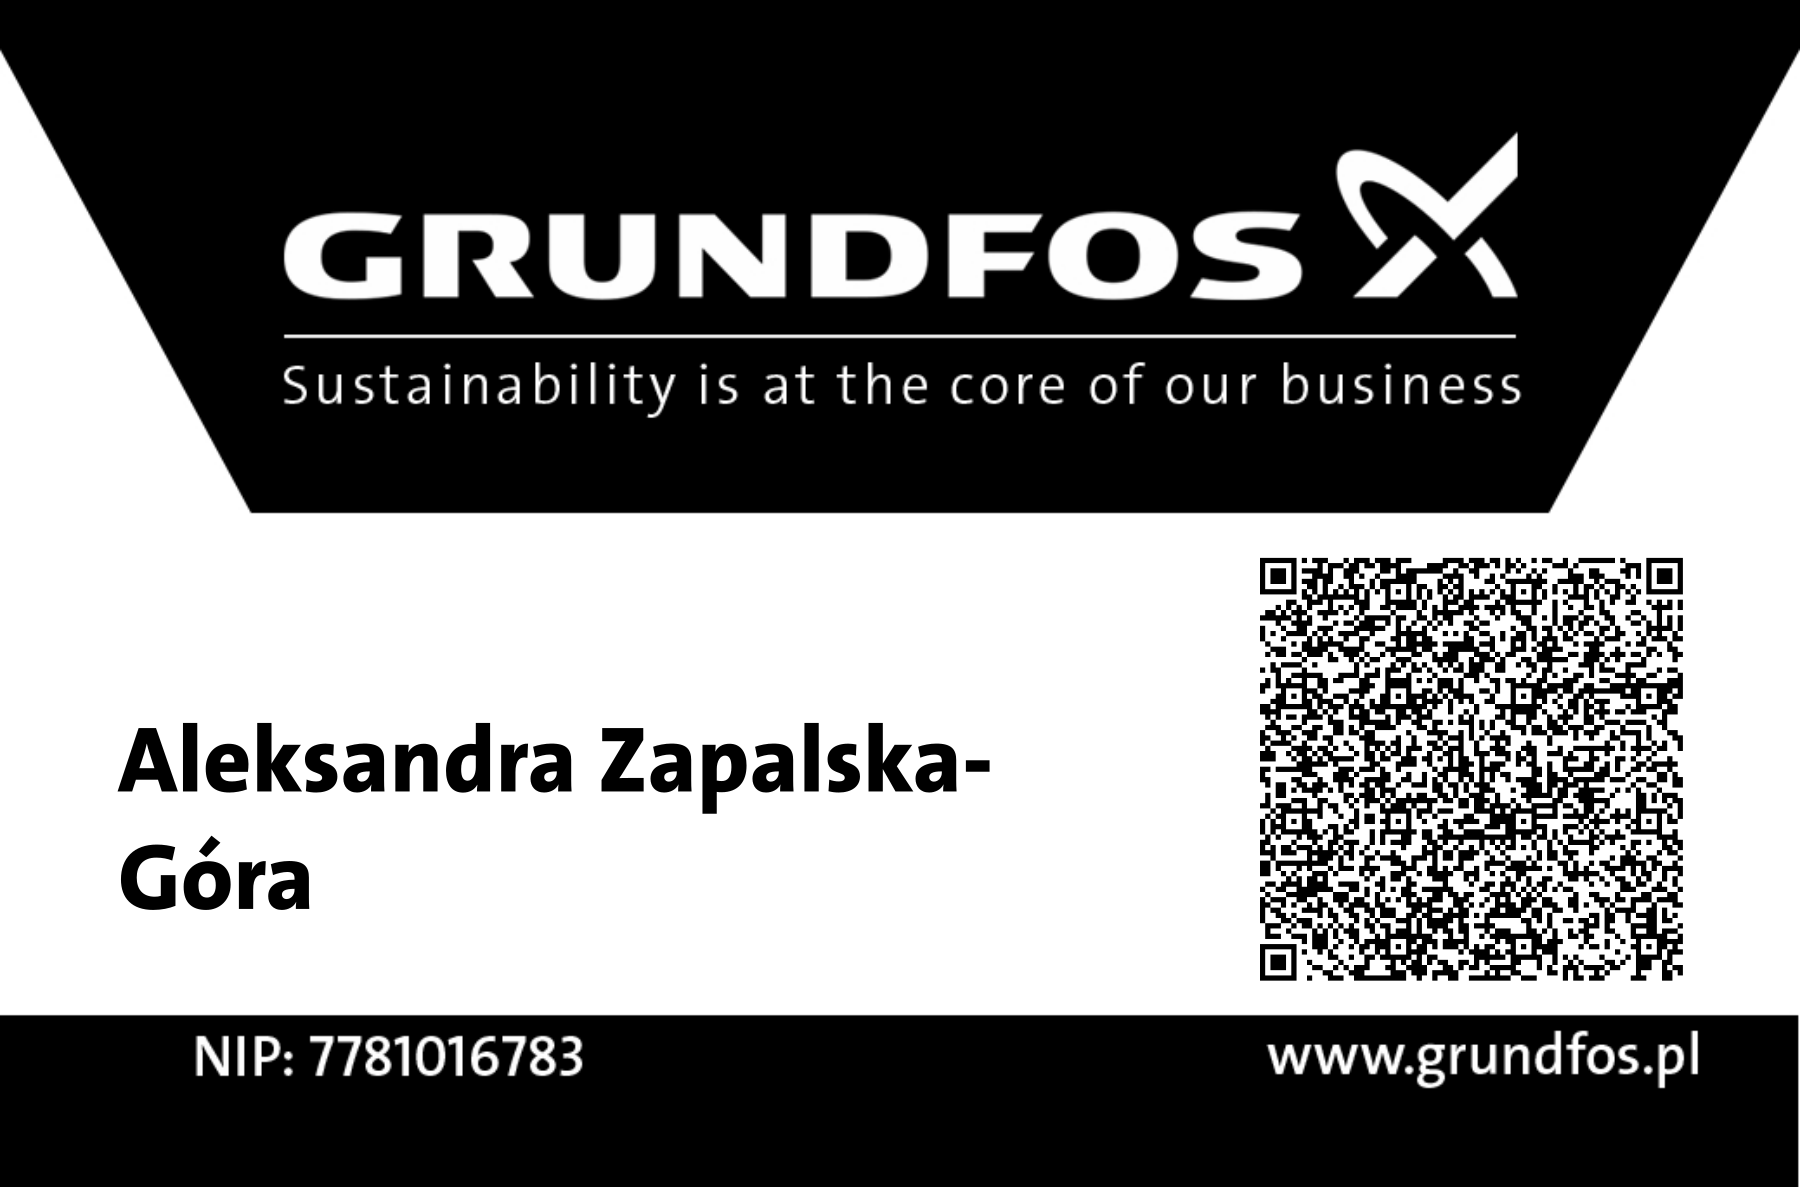 GRUNDFOS
Sustainability is at the core of our business
Aleksandra Zapalska-
Góra
NIP: 7781016783
www.grundfos.pl